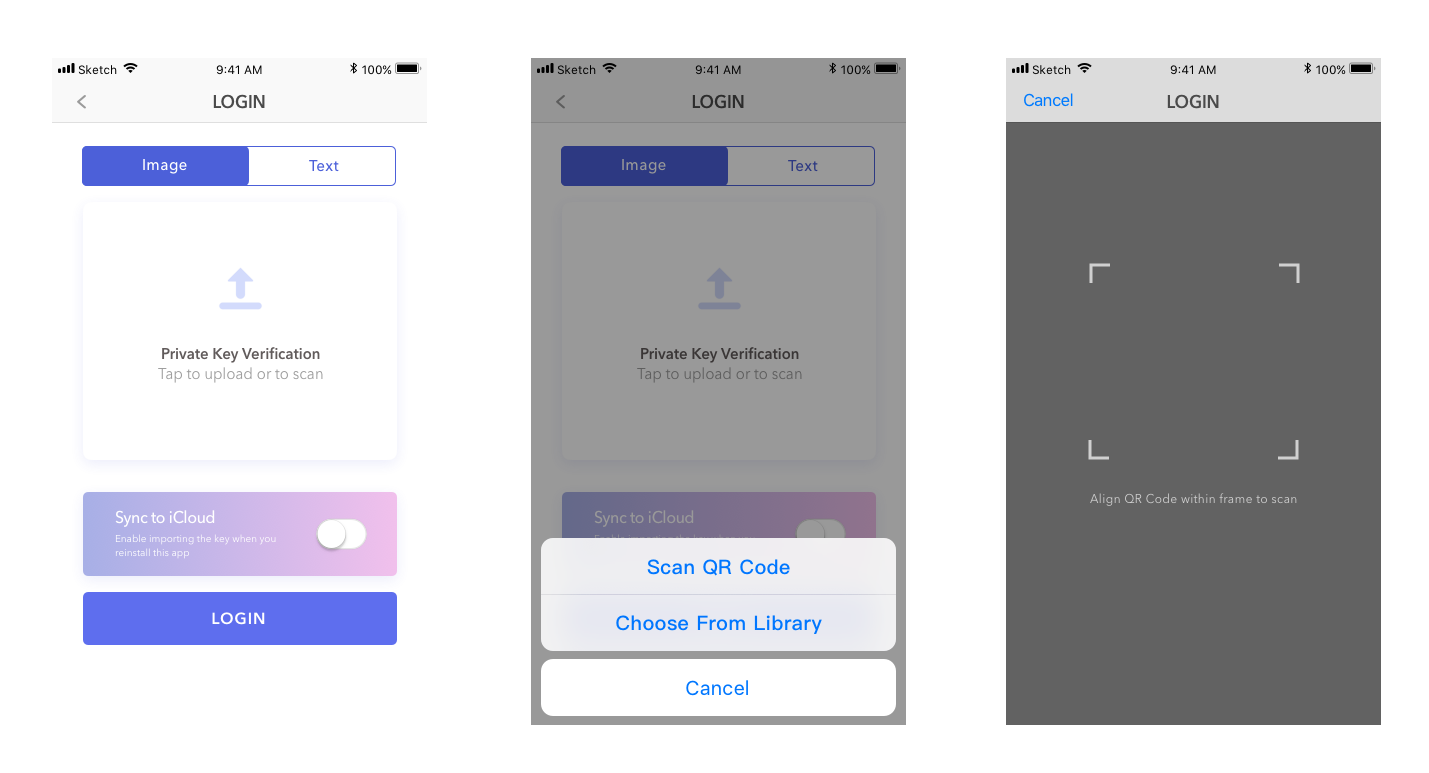 Sketch 9:41 AM 100%
LOGIN
Image Text
Private Key Verification
Tap to upload or to scan
Sync to iCloud
Enable importing the key when you
reinstall this app
LOGIN
Sketch 9:41 AM 100%
LOGIN
Image Text
Private Key Verification
Tap to upload or to scan
Sync to iCloud
Scan QR Code
Choose From Library
Cancel
Sketch 9:41 AM 100%
Cancel LOGIN
Align QR Code within frame to scan